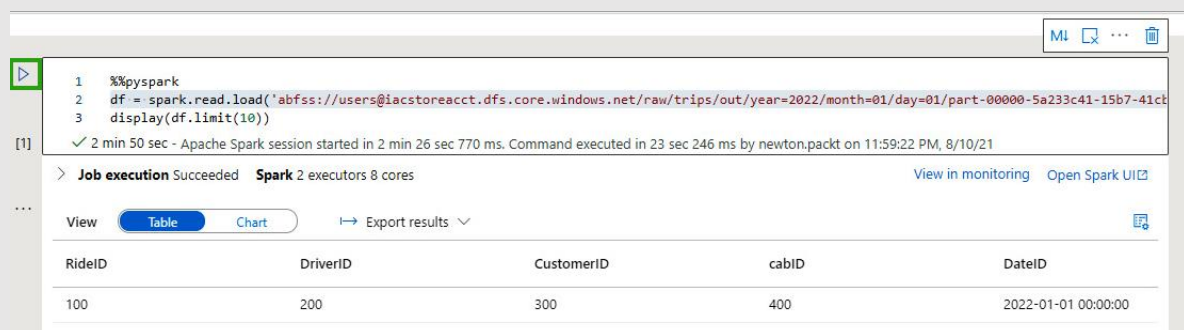 M↓ ...
1 %%pyspark
2 df = spark.read.load('abfss://users@iacstoreacct.dfs.core.windows.net/raw/trips/out/year=2022/month=01/day=01/part-00000-5a233c41-15b7-41cb
3 display(df.limit(10))
[1] ✓ 2 min 50 sec - Apache Spark session started in 2 min 26 sec 770 ms. Command executed in 23 sec 246 ms by newton.packt on 11:59:22 PM, 8/10/21
> Job execution Succeeded Spark 2 executors 8 cores View in monitoring Open Spark UI
...
View Table Chart Export results
RideID DriverID CustomerID cabID DateID
100 200 300 400 2022-01-01 00:00:00